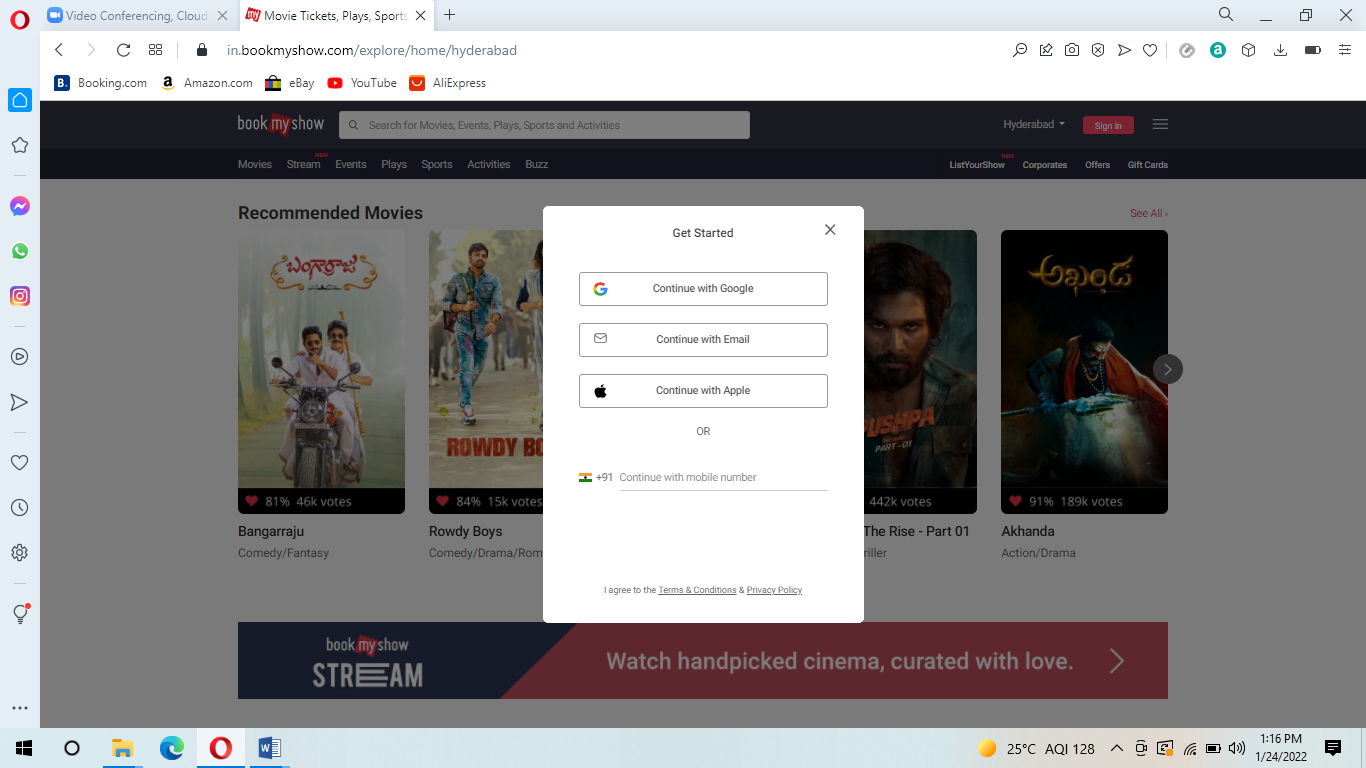 Video Conferencing, Cloud
Movie Tickets, Plays, Sports
in.bookmyshow.com/explore/home/hyderabad
Booking.com
Amazon.com
eBay
YouTube
AliExpress
book my show
Search for Movies, Events, Plays, Sports and Activities
Hyderabad
Sign in
Movies Stream NEW Events Plays Sports Activities Buzz
ListYourShow NEW Corporates Offers Gift Cards
Recommended Movies
See All ›
Get Started
Continue with Google
Continue with Email
Continue with Apple
OR
+91 Continue with mobile number
I agree to the Terms & Conditions & Privacy Policy
బంగార్రాజు
81% 46k votes
Bangarraju
Comedy/Fantasy
ROWDY BO
84% 15k votes
Rowdy Boys
Comedy/Drama/Rom
PUSHPA
THE RISE
PART-01
442k votes
The Rise - Part 01
riller
అఖండ
91% 189k votes
Akhanda
Action/Drama
book my show
STREAM
Watch handpicked cinema, curated with love.
25°C AQI 128
1:16 PM
1/24/2022